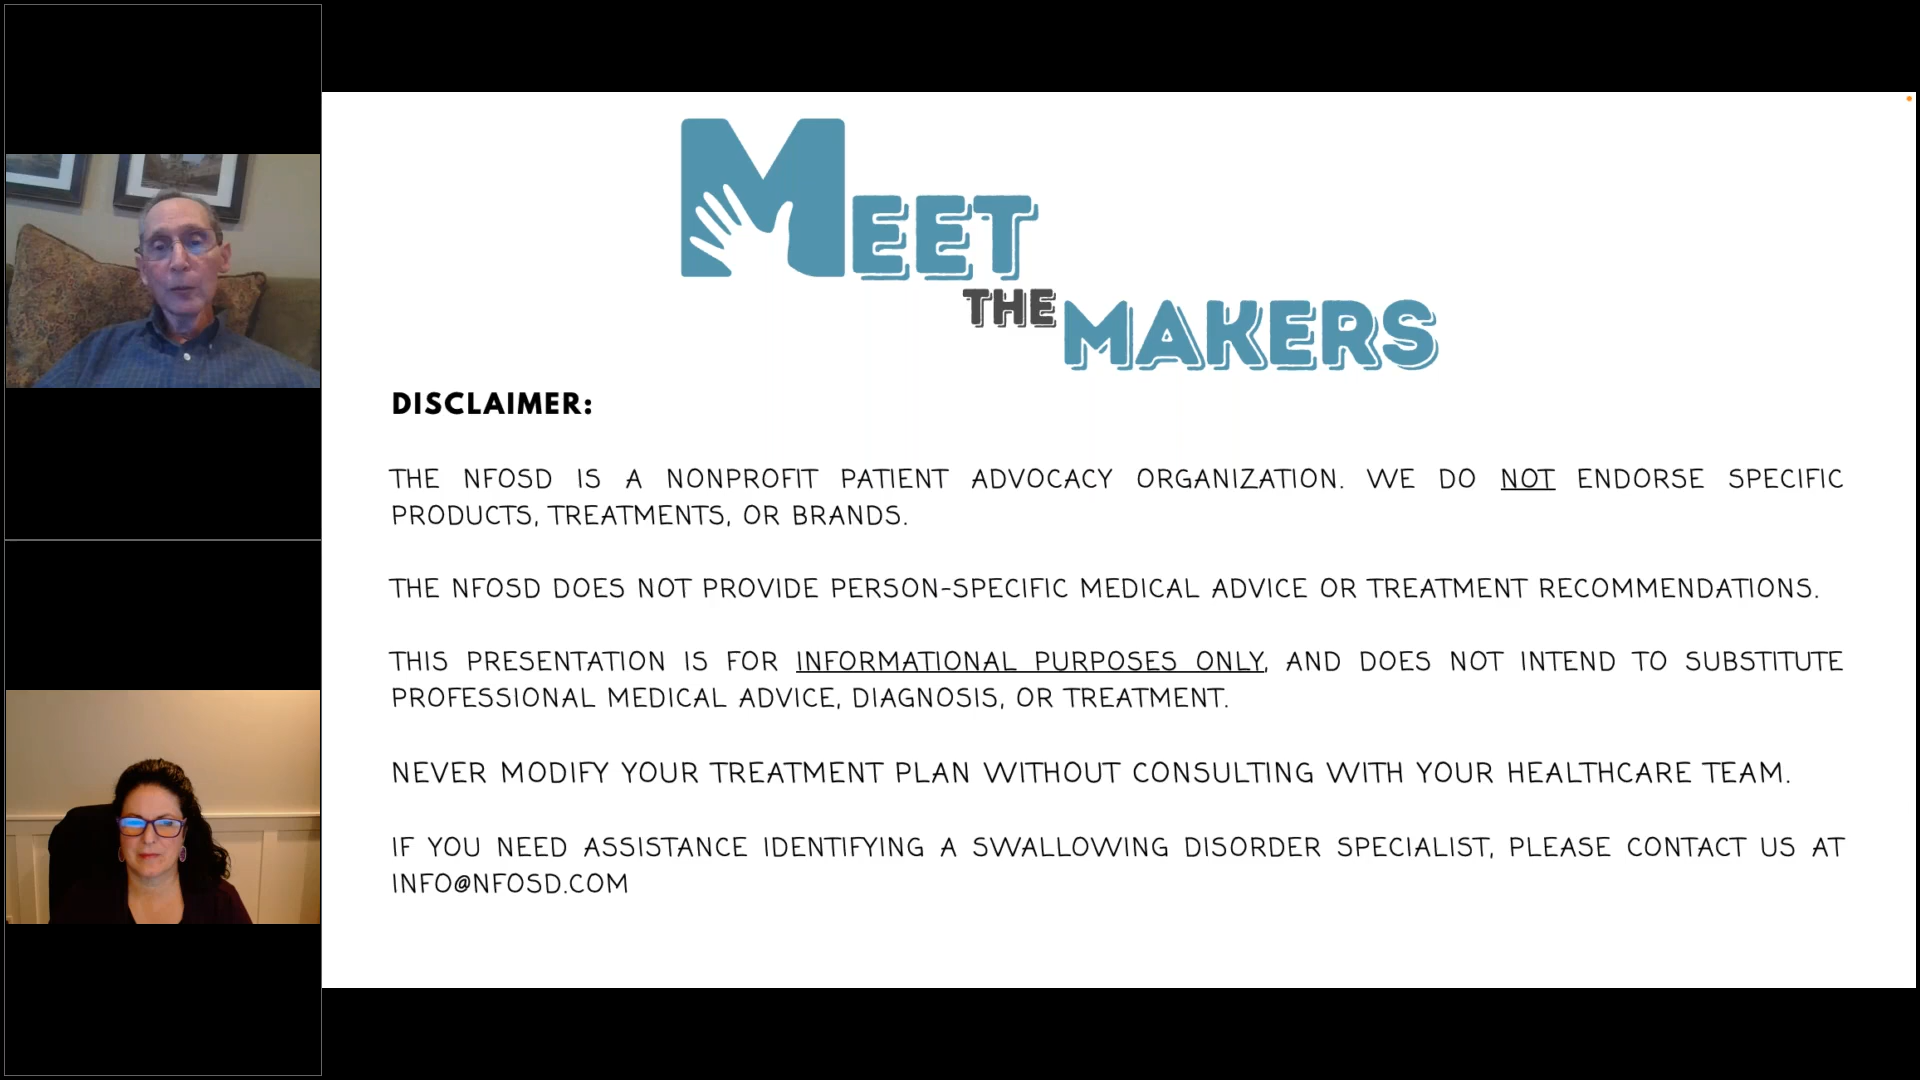 MEET
THE MAKERS
DISCLAIMER:
THE NFOSD IS A NONPROFIT PATIENT ADVOCACY ORGANIZATION. WE DO NOT ENDORSE SPECIFIC
PRODUCTS, TREATMENTS, OR BRANDS.
THE NFOSD DOES NOT PROVIDE PERSON-SPECIFIC MEDICAL ADVICE OR TREATMENT RECOMMENDATIONS.
THIS PRESENTATION IS FOR INFORMATIONAL PURPOSES ONLY, AND DOES NOT INTEND TO SUBSTITUTE
PROFESSIONAL MEDICAL ADVICE, DIAGNOSIS, OR TREATMENT.
NEVER MODIFY YOUR TREATMENT PLAN WITHOUT CONSULTING WITH YOUR HEALTHCARE TEAM.
IF YOU NEED ASSISTANCE IDENTIFYING A SWALLOWING DISORDER SPECIALIST, PLEASE CONTACT US AT
INFO@NFOSD.COM